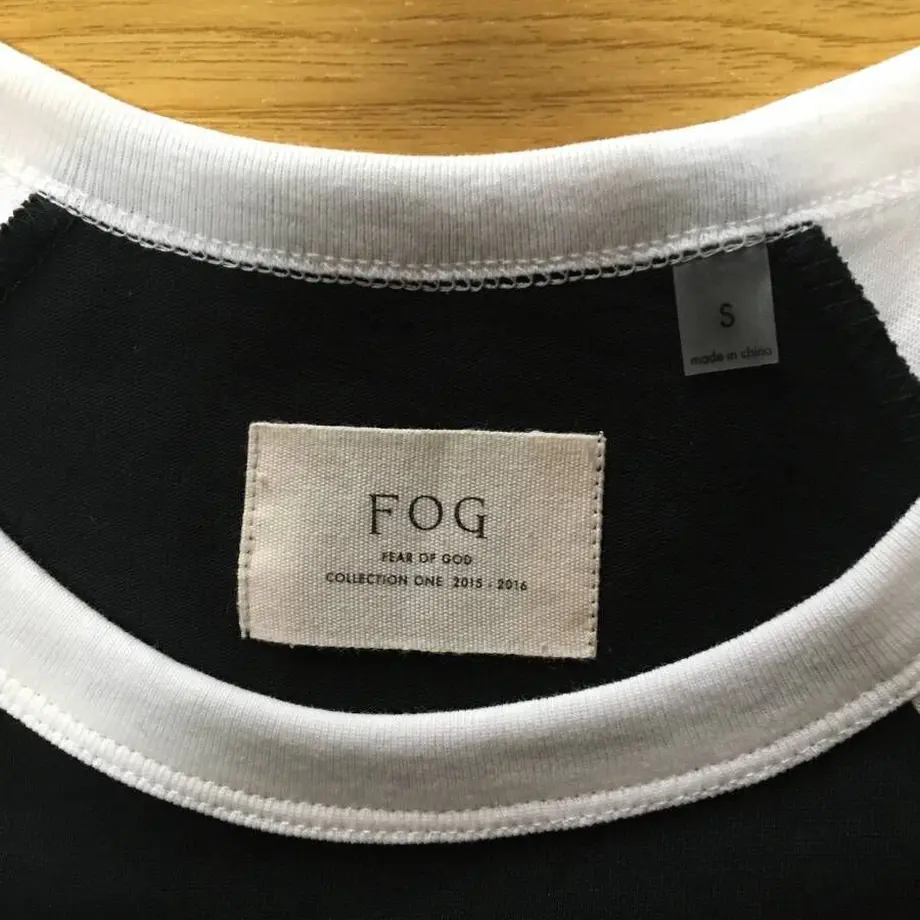 S
made in china
FOG
FEAR OF GOD
COLLECTION ONE 2015 - 2016